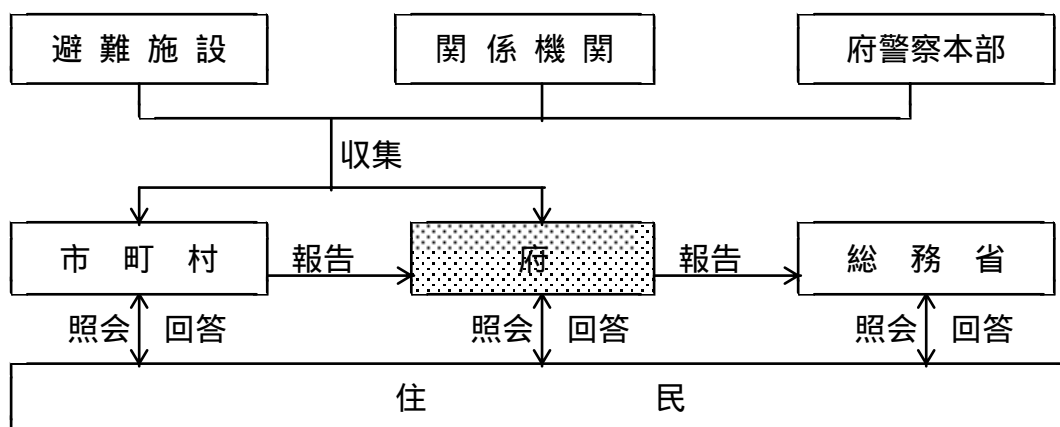 避難施設 関係機関 府警察本部
収集
市町村 報告 府 報告 総務省
照会 回答 照会 回答 照会 回答
住民